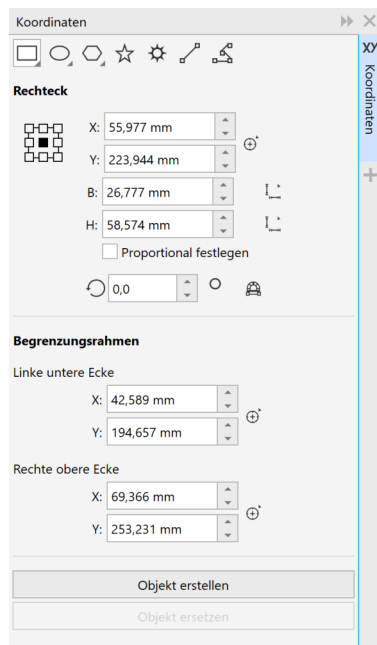 Koordinaten
XY
Koordinaten
Rechteck
X: 55,977 mm
Y: 223,944 mm
B: 26,777 mm
H: 58,574 mm
Proportional festlegen
0,0
Begrenzungsrahmen
Linke untere Ecke
X: 42,589 mm
Y: 194,657 mm
Rechte obere Ecke
X: 69,366 mm
Y: 253,231 mm
Objekt erstellen
Objekt ersetzen